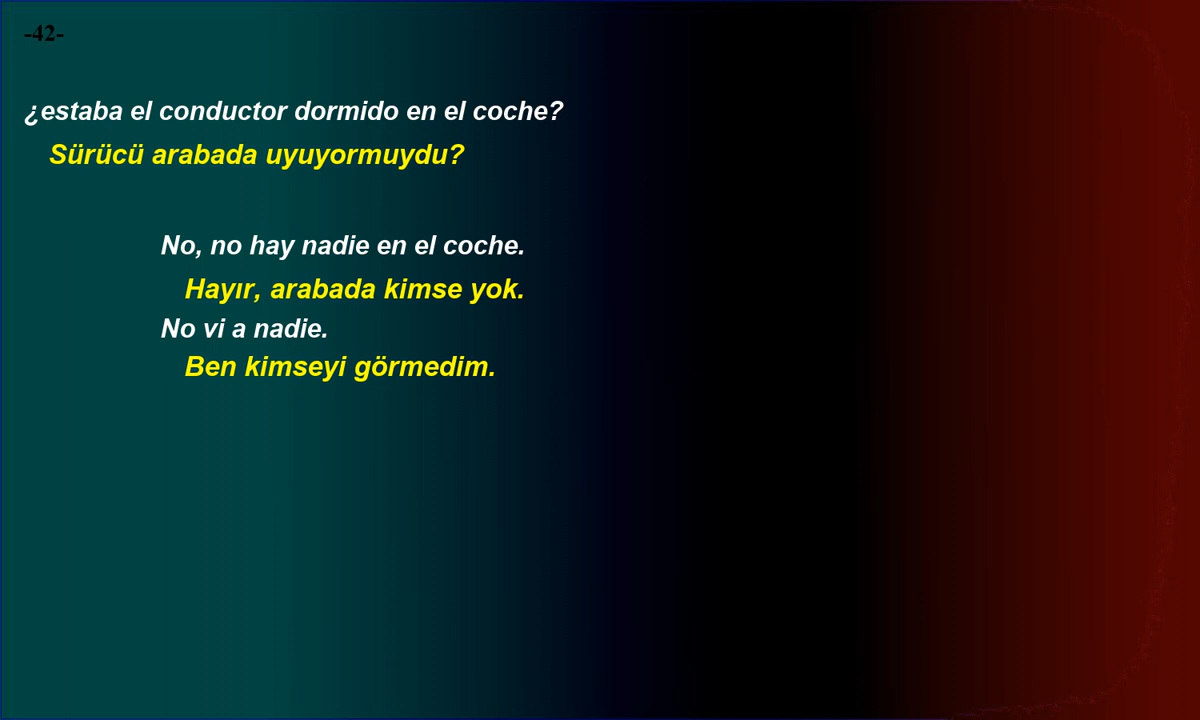 -42-
¿estaba el conductor dormido en el coche?
Sürücü arabada uyuyormuydu?
No, no hay nadie en el coche.
Hayır, arabada kimse yok.
No vi a nadie.
Ben kimseyi görmedim.